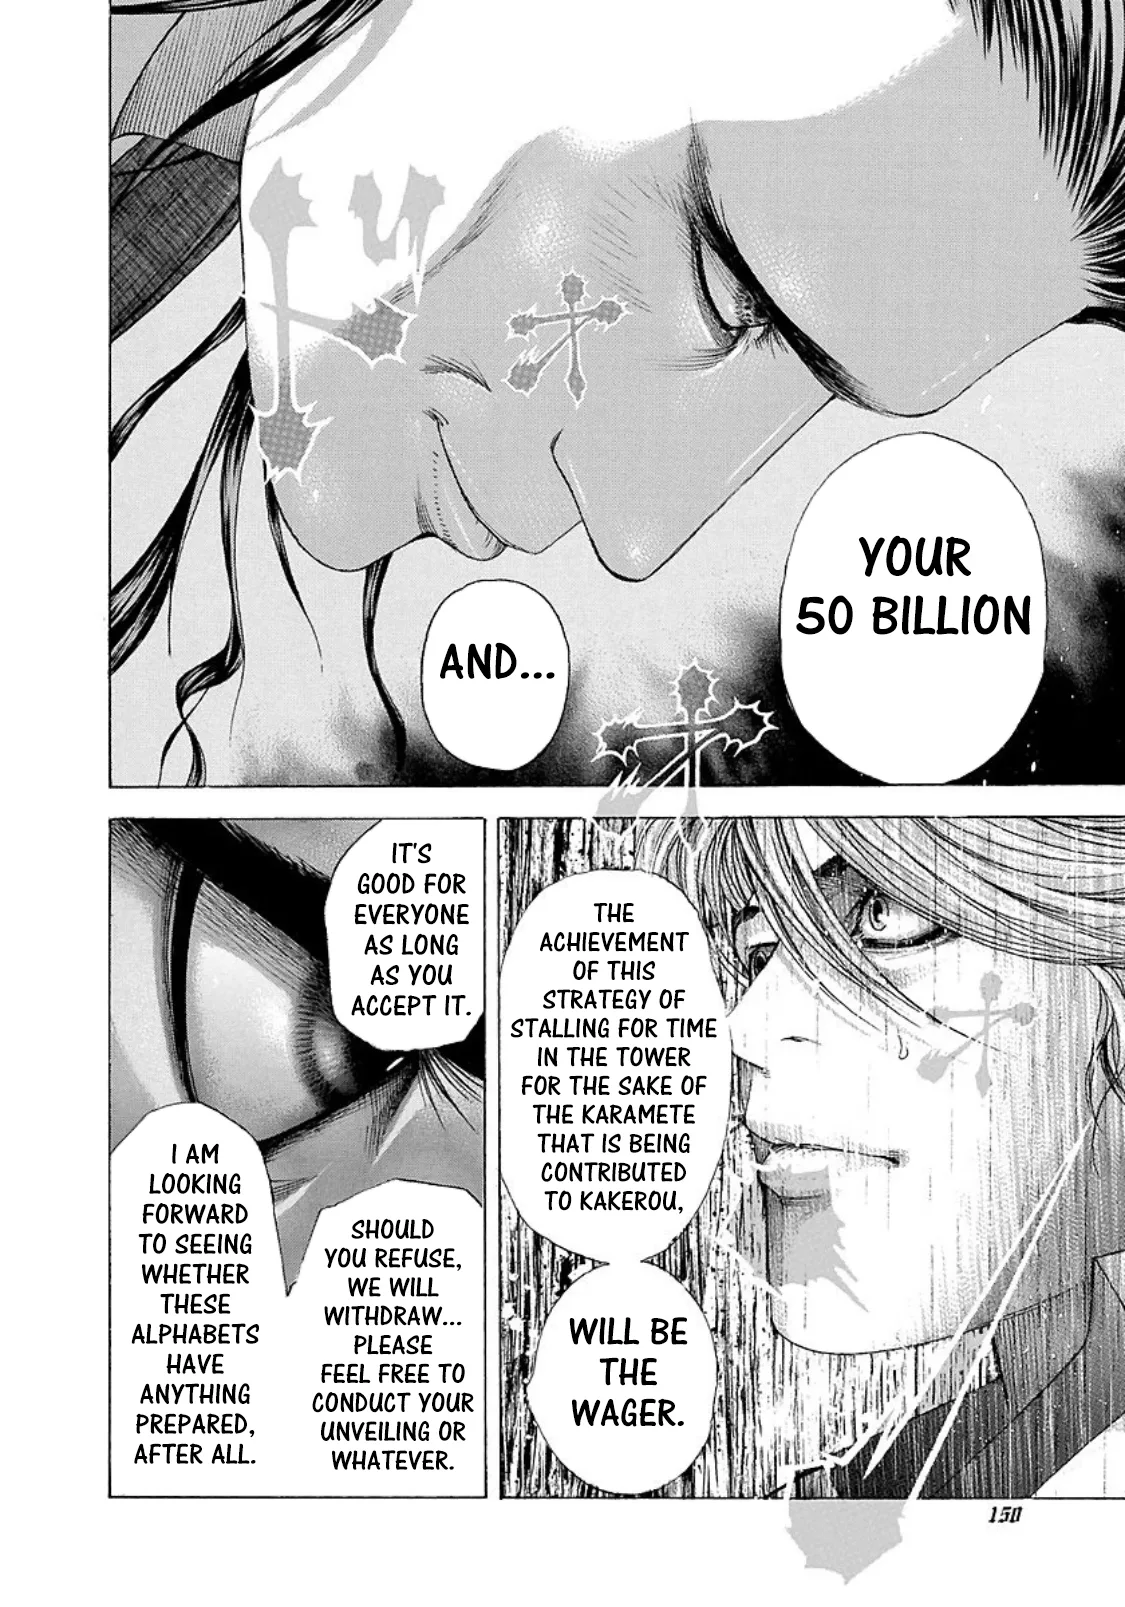 YOUR
50 BILLION
AND...
THE
ACHIEVEMENT
OF THIS
STRATEGY OF
STALLING FOR TIME
IN THE TOWER
FOR THE SAKE OF
THE KARAMETE
THAT IS BEING
CONTRIBUTED
TO KAKEROU,
WILL BE
THE
WAGER.
IT'S
GOOD FOR
EVERYONE
AS LONG
AS YOU
ACCEPT IT.
SHOULD
YOU REFUSE,
WE WILL
WITHDRAW...
PLEASE
FEEL FREE TO
CONDUCT YOUR
UNVEILING OR
WHATEVER.
I AM
LOOKING
FORWARD
TO SEEING
WHETHER
THESE
ALPHABETS
HAVE
ANYTHING
PREPARED,
AFTER ALL.
150